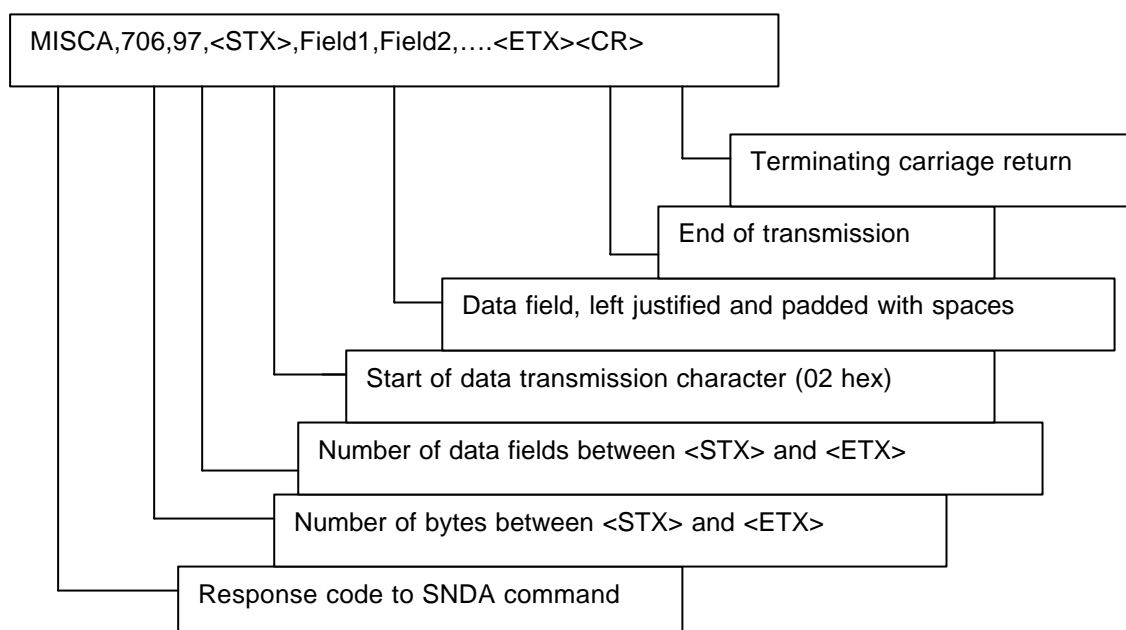 MISCA,706,97,<STX>,Field1,Field2,….<ETX><CR>
Terminating carriage return
End of transmission
Data field, left justified and padded with spaces
Start of data transmission character (02 hex)
Number of data fields between <STX> and <ETX>
Number of bytes between <STX> and <ETX>
Response code to SNDA command